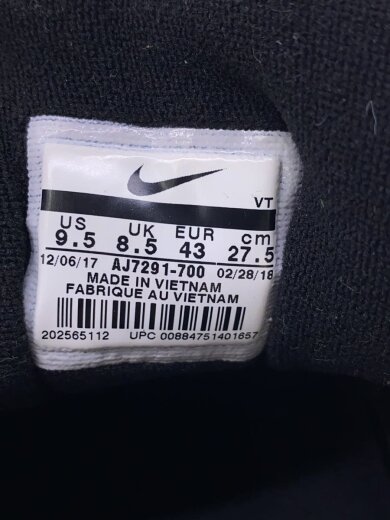 VT
US UK EUR cm
9.5 8.5 43 27.5
12/06/17 AJ7291-700 02/28/18
MADE IN VIETNAM
FABRIQUE AU VIETNAM
202565112 UPC 00884751401657